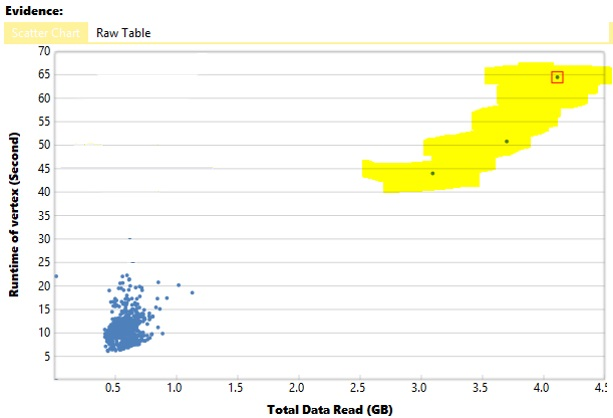 Evidence:
Scatter Chart Raw Table
70
65
60
55
50
45
40
35
30
25
20
15
10
5
Runtime of vertex (Second)
0.5 1.0 1.5 2.0 2.5 3.0 3.5 4.0 4.5
Total Data Read (GB)